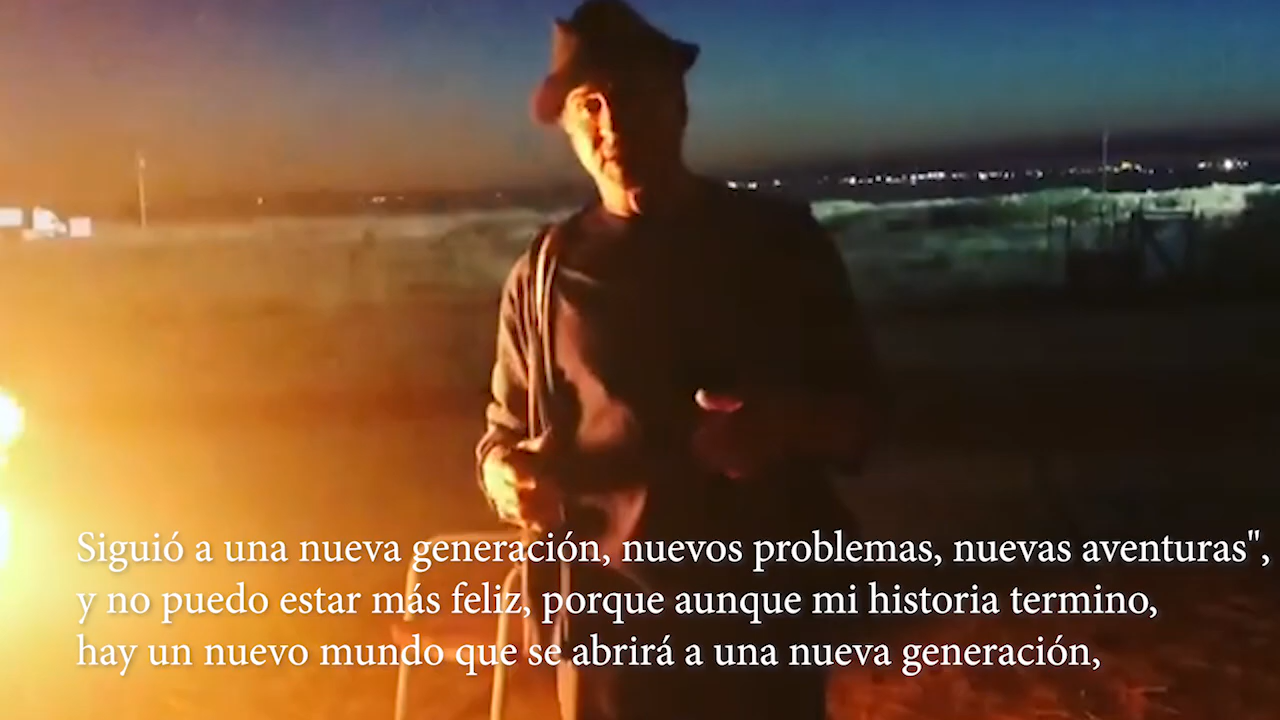 Siguió a una nueva generación, nuevos problemas, nuevas aventuras",
y no puedo estar más feliz, porque aunque mi historia termino,
hay un nuevo mundo que se abrirá a una nueva generación,